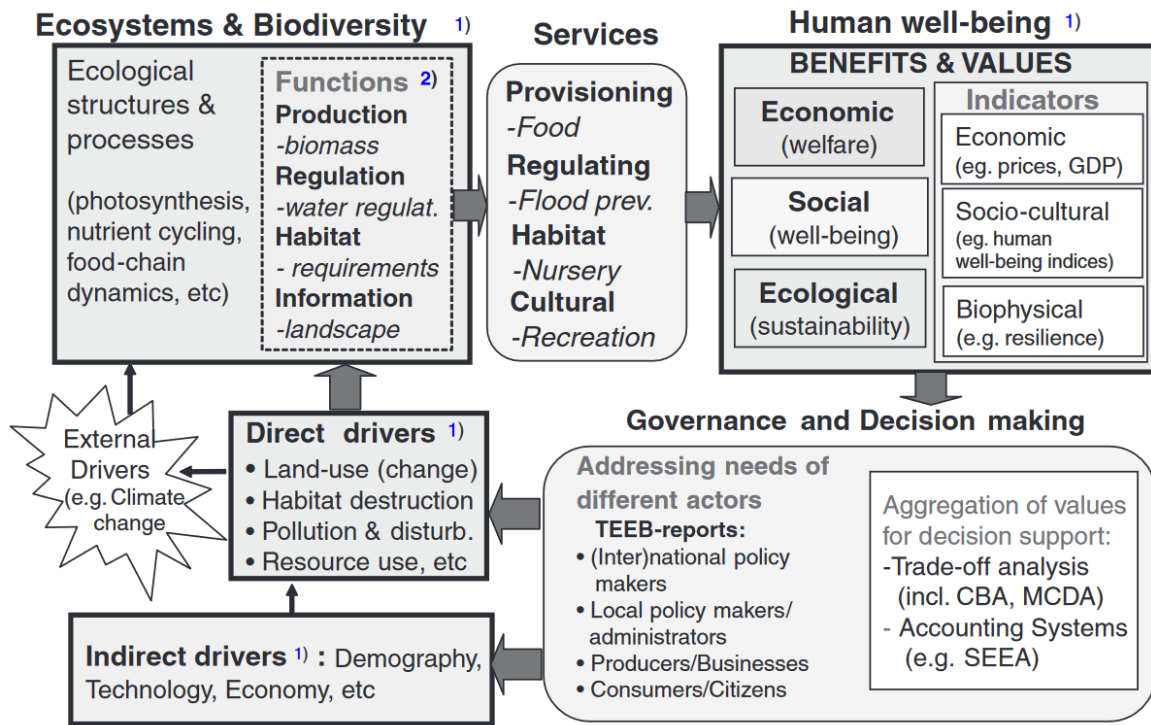 Ecosystems & Biodiversity 1)
Ecological
structures &
processes
(photosynthesis,
nutrient cycling,
food-chain
dynamics, etc)
Functions 2)
Production
-biomass
Regulation
-water regulat.
Habitat
- requirements
Information
-landscape
Services
Provisioning
-Food
Regulating
-Flood prev.
Habitat
-Nursery
Cultural
-Recreation
Human well-being 1)
BENEFITS & VALUES
Economic
(welfare)
Social
(well-being)
Ecological
(sustainability)
Indicators
Economic
(eg. prices, GDP)
Socio-cultural
(eg. human
well-being indices)
Biophysical
(e.g. resilience)
External
Drivers
(e.g. Climate
change
Direct drivers 1)
• Land-use (change)
• Habitat destruction
• Pollution & disturb.
• Resource use, etc
Indirect drivers 1) : Demography,
Technology, Economy, etc
Governance and Decision making
Addressing needs of
different actors
TEEB-reports:
• (Inter)national policy
makers
• Local policy makers/
administrators
• Producers/Businesses
• Consumers/Citizens
Aggregation of values
for decision support:
-Trade-off analysis
(incl. CBA, MCDA)
- Accounting Systems
(e.g. SEEA)